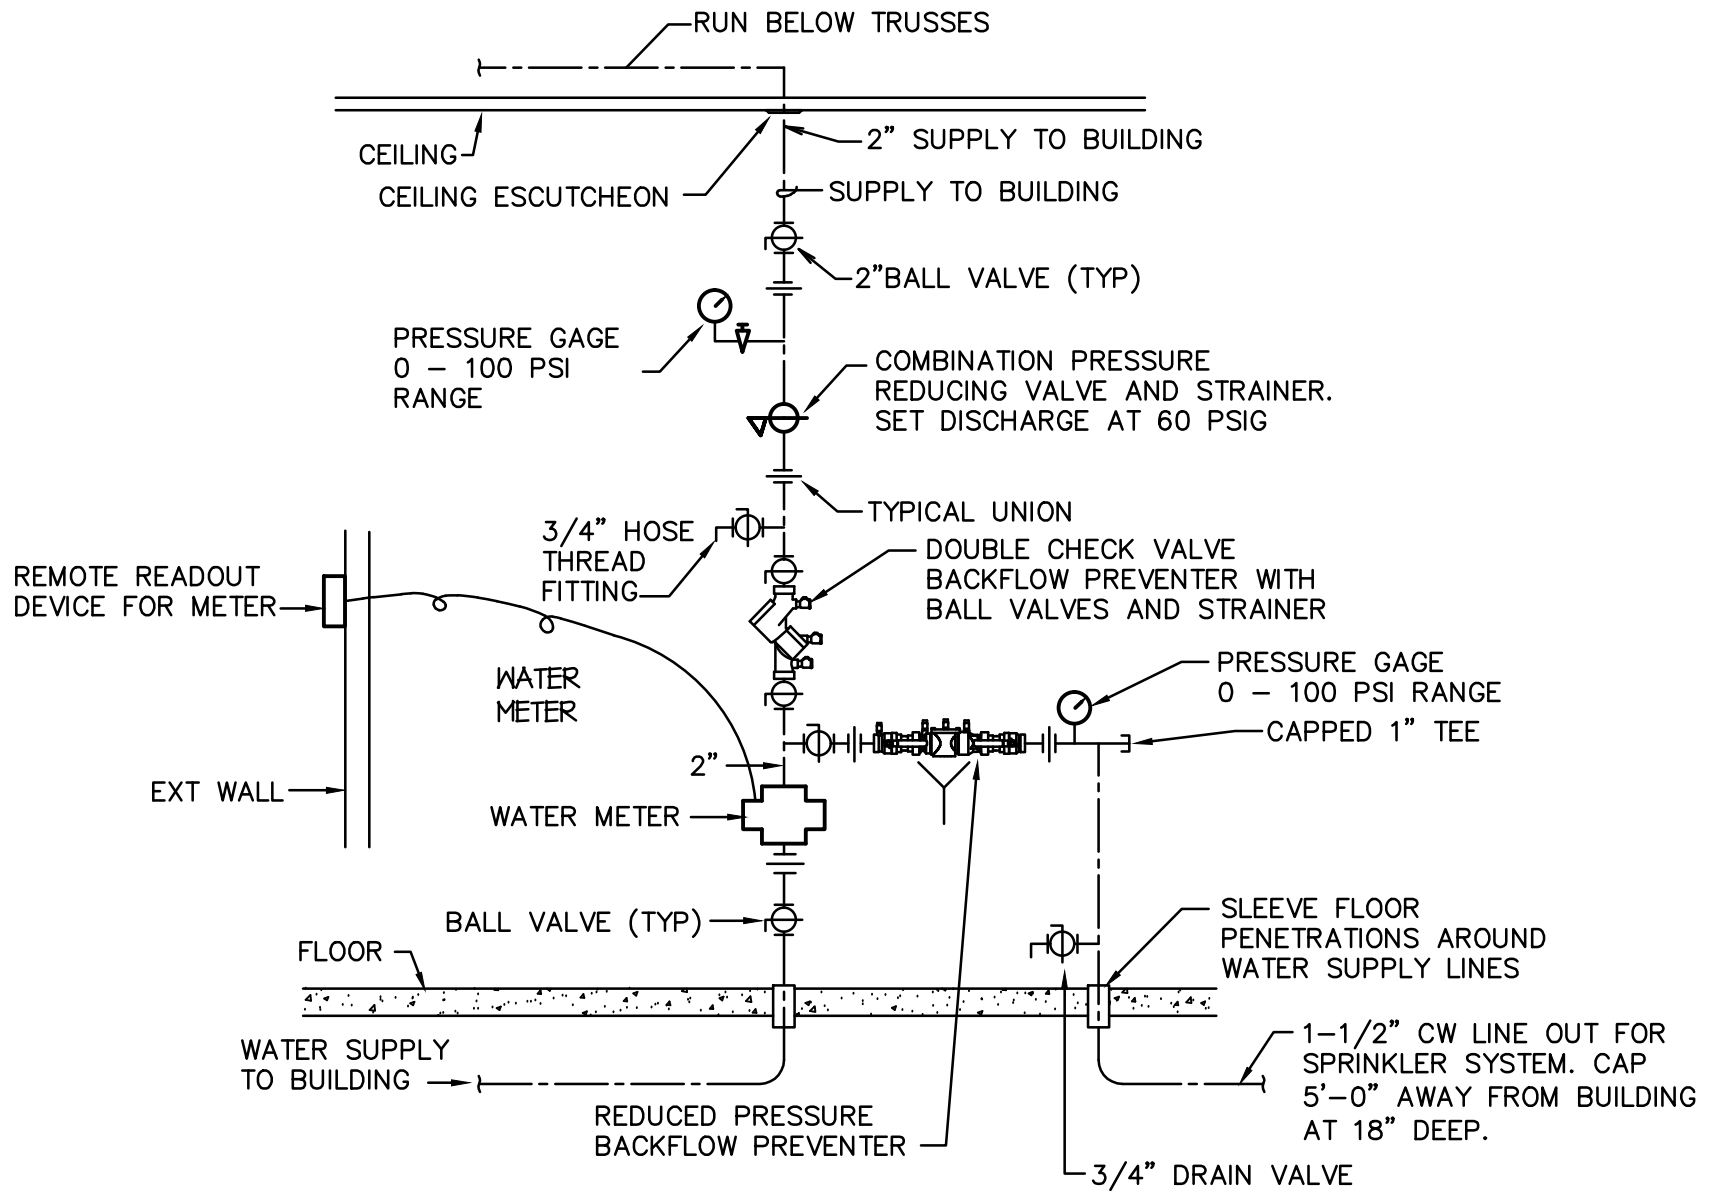 RUN BELOW TRUSSES
2” SUPPLY TO BUILDING
CEILING
CEILING ESCUTCHEON
SUPPLY TO BUILDING
2”BALL VALVE (TYP)
PRESSURE GAGE
0 – 100 PSI
RANGE
COMBINATION PRESSURE
REDUCING VALVE AND STRAINER.
SET DISCHARGE AT 60 PSIG
TYPICAL UNION
3/4” HOSE
THREAD
FITTING
DOUBLE CHECK VALVE
BACKFLOW PREVENTER WITH
BALL VALVES AND STRAINER
REMOTE READOUT
DEVICE FOR METER
WATER
METER
PRESSURE GAGE
0 – 100 PSI RANGE
CAPPED 1” TEE
2”
EXT WALL
WATER METER
BALL VALVE (TYP)
SLEEVE FLOOR
PENETRATIONS AROUND
WATER SUPPLY LINES
FLOOR
WATER SUPPLY
TO BUILDING
1–1/2” CW LINE OUT FOR
SPRINKLER SYSTEM. CAP
5’–0” AWAY FROM BUILDING
AT 18” DEEP.
REDUCED PRESSURE
BACKFLOW PREVENTER
3/4” DRAIN VALVE